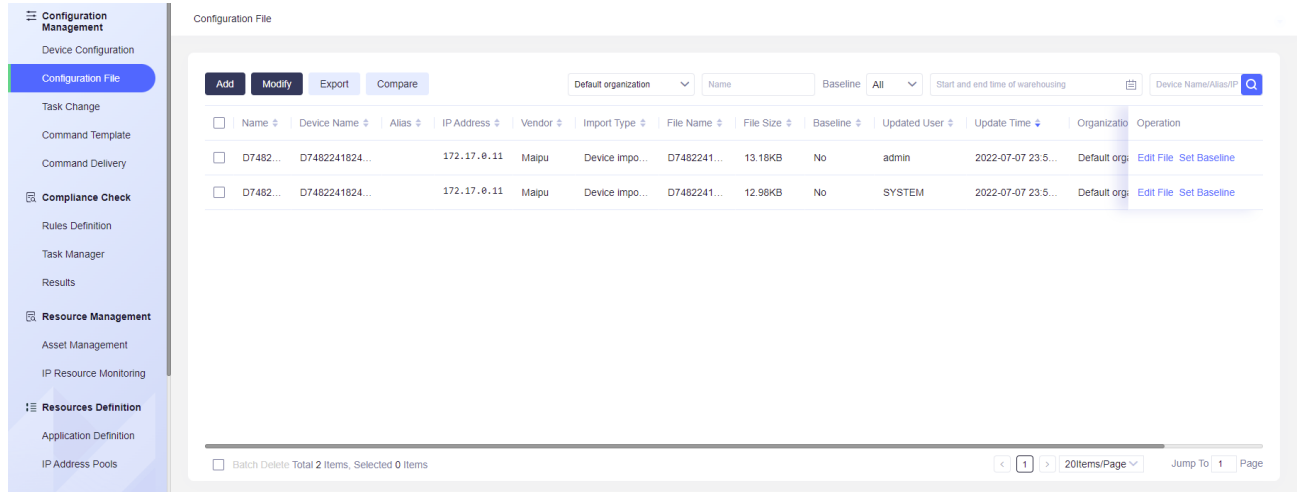 Configuration
Management
Device Configuration
Configuration File
Task Change
Command Template
Command Delivery
Compliance Check
Rules Definition
Task Manager
Results
Resource Management
Asset Management
IP Resource Monitoring
Resources Definition
Application Definition
IP Address Pools
Configuration File
Add Modify Export Compare Default organization Name Baseline All Start and end time of warehousing Device Name/Alias/IP
Name Device Name Alias IP Address Vendor Import Type File Name File Size Baseline Updated User Update Time Organizatio Operation
D7482... D7482241824... 172.17.0.11 Maipu Device impo... D7482241... 13.18KB No admin 2022-07-07 23:5... Default orga Edit File Set Baseline
D7482... D7482241824... 172.17.0.11 Maipu Device impo... D7482241... 12.98KB No SYSTEM 2022-07-07 23:5... Default orga Edit File Set Baseline
Batch Delete Total 2 Items, Selected 0 Items < 1 > 20Items/Page Jump To 1 Page